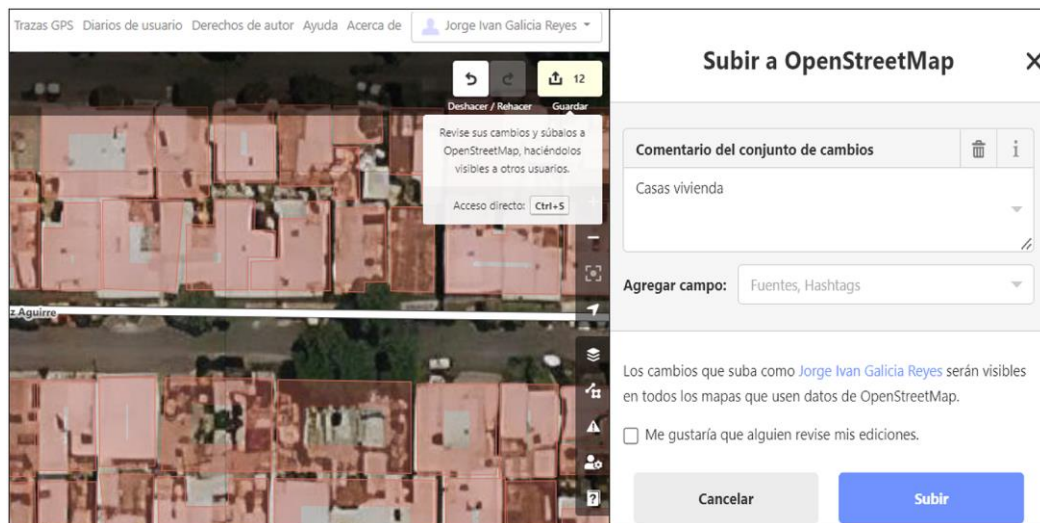 Trazas GPS Diarios de usuario Derechos de autor Ayuda Acerca de Jorge Ivan Galicia Reyes
12
Deshacer / Rehacer Guardar
Revise sus cambios y súbalos a
OpenStreetMap, haciéndolos
visibles a otros usuarios.
Acceso directo: Ctrl+S
z Aguirre
Subir a OpenStreetMap
Comentario del conjunto de cambios
Casas vivienda
Agregar campo: Fuentes, Hashtags
Los cambios que suba como Jorge Ivan Galicia Reyes serán visibles
en todos los mapas que usen datos de OpenStreetMap.
Me gustaría que alguien revise mis ediciones.
Cancelar Subir